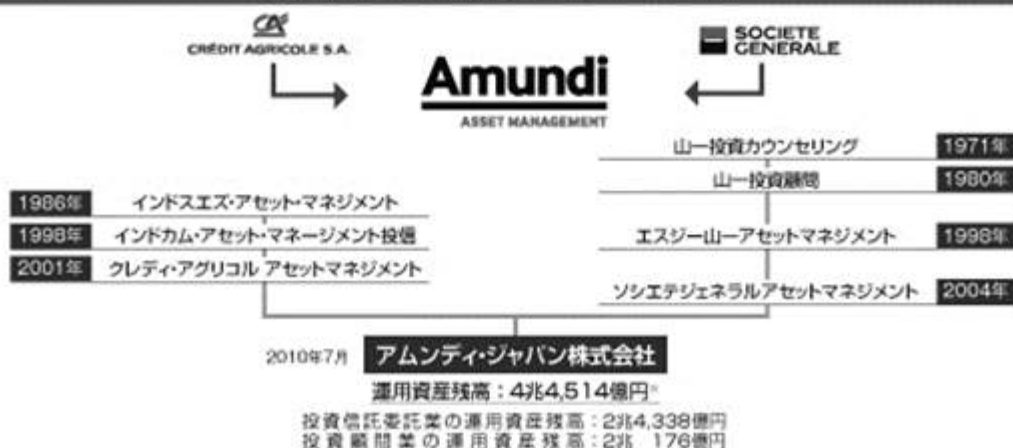 CA
CRÉDIT AGRICOLE S.A.
SOCIETE
GENERALE
Amundi
ASSET MANAGEMENT
山一投資カウンセリング 1971年
山一投資顧問 1980年
1986年 インドスエズ・アセット・マネジメント
1998年 インドカム・アセット・マネージメント投信
エスジー山一アセットマネジメント 1998年
2001年 クレディ・アグリコル アセットマネジメント
ソシエテジェネラルアセットマネジメント 2004年
2010年7月 アムンディ・ジャパン株式会社
運用資産残高：4兆4,514億円※
投資信託委託業の運用資産残高：2兆4,338億円
投資顧問業の運用資産残高：2兆 176億円